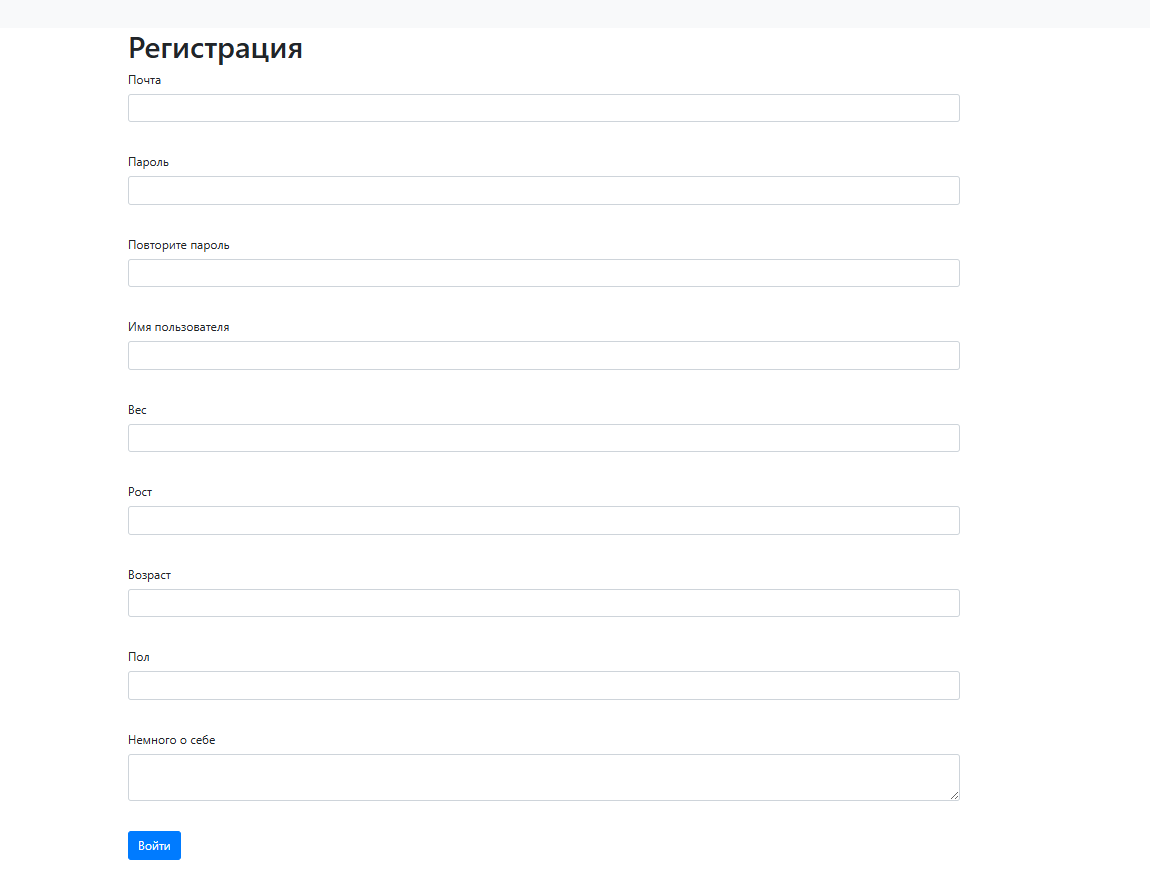 Регистрация
Почта
Пароль
Повторите пароль
Имя пользователя
Вес
Рост
Возраст
Пол
Немного о себе
Войти